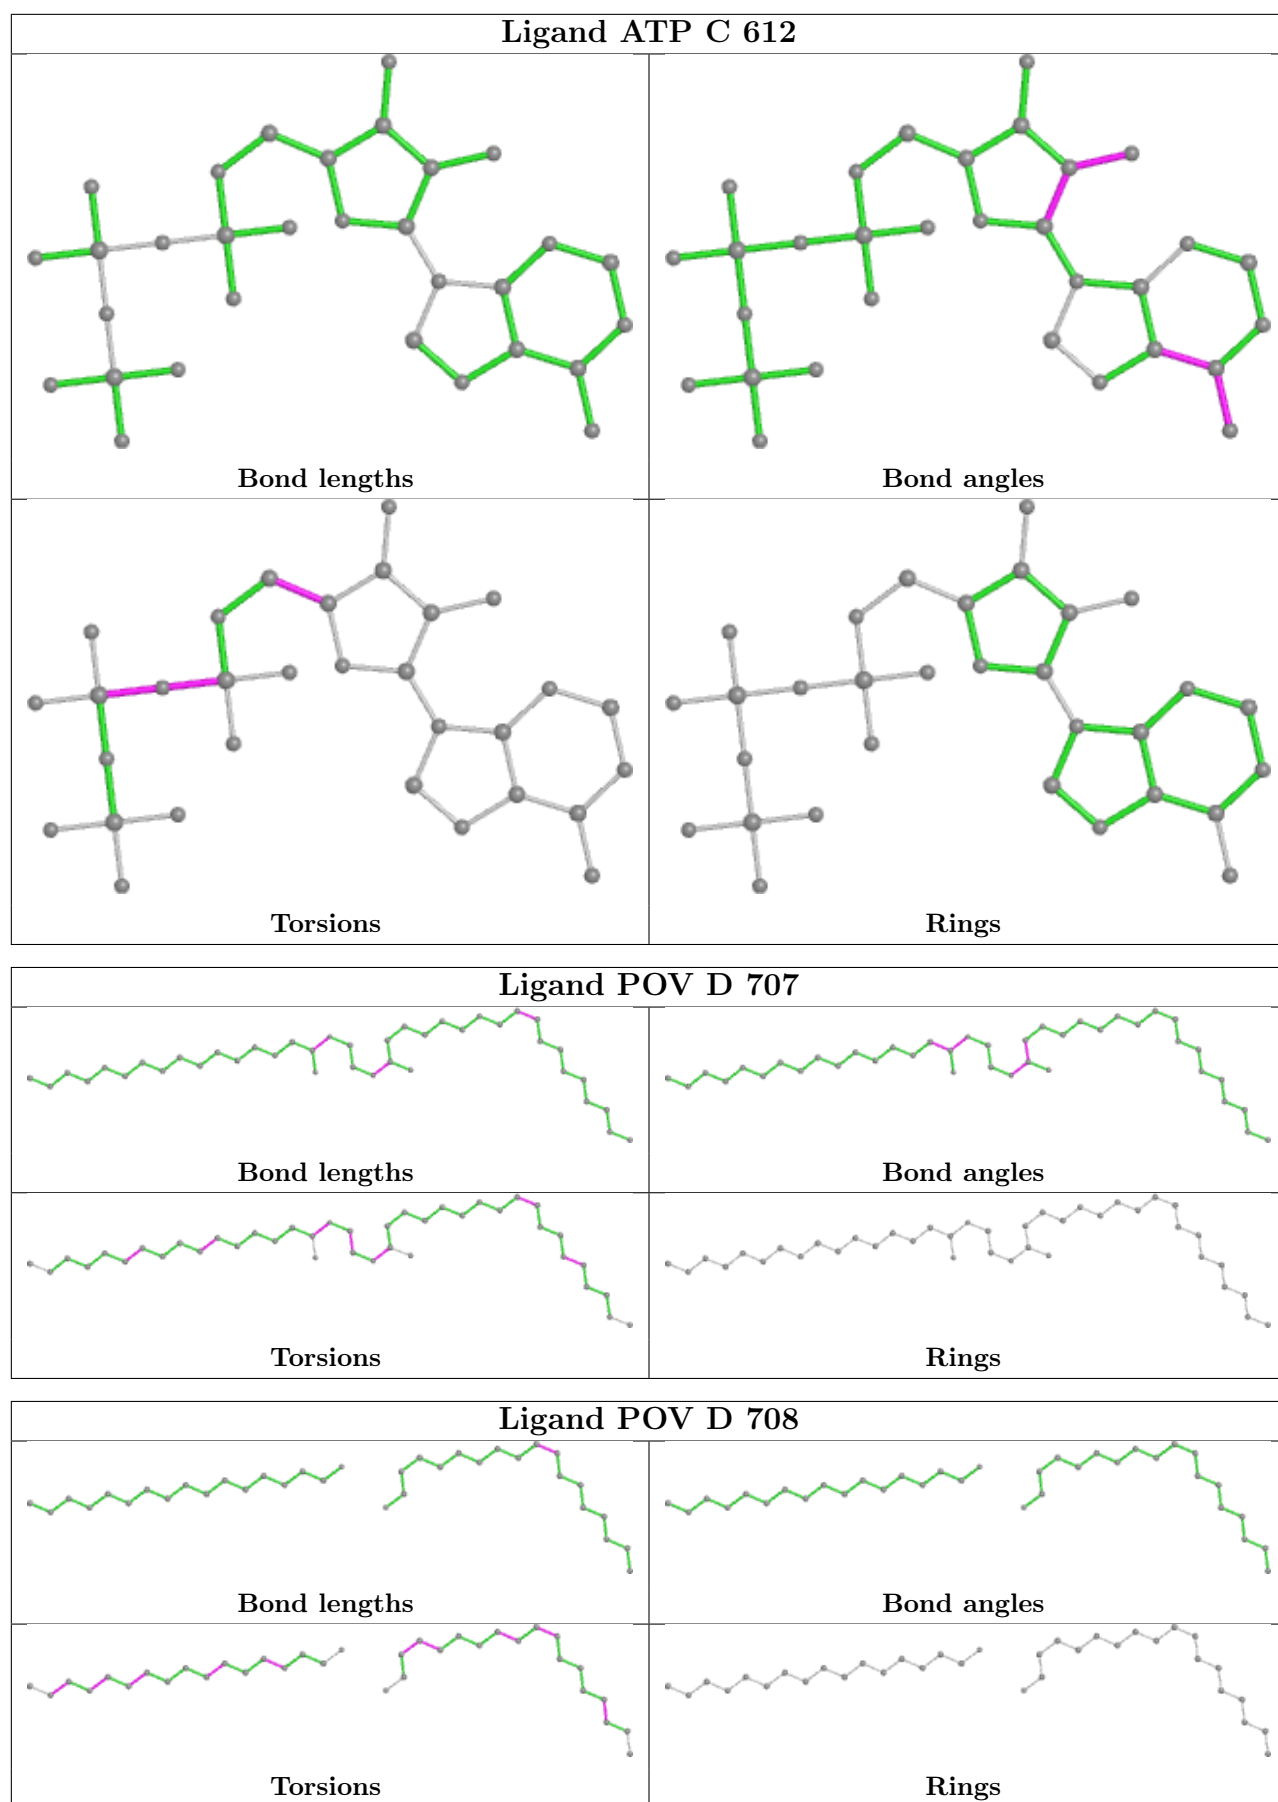 Ligand ATP C 612
Bond lengths
Bond angles
Torsions
Rings
Ligand POV D 707
Bond lengths
Bond angles
Torsions
Rings
Ligand POV D 708
Bond lengths
Bond angles
Torsions
Rings